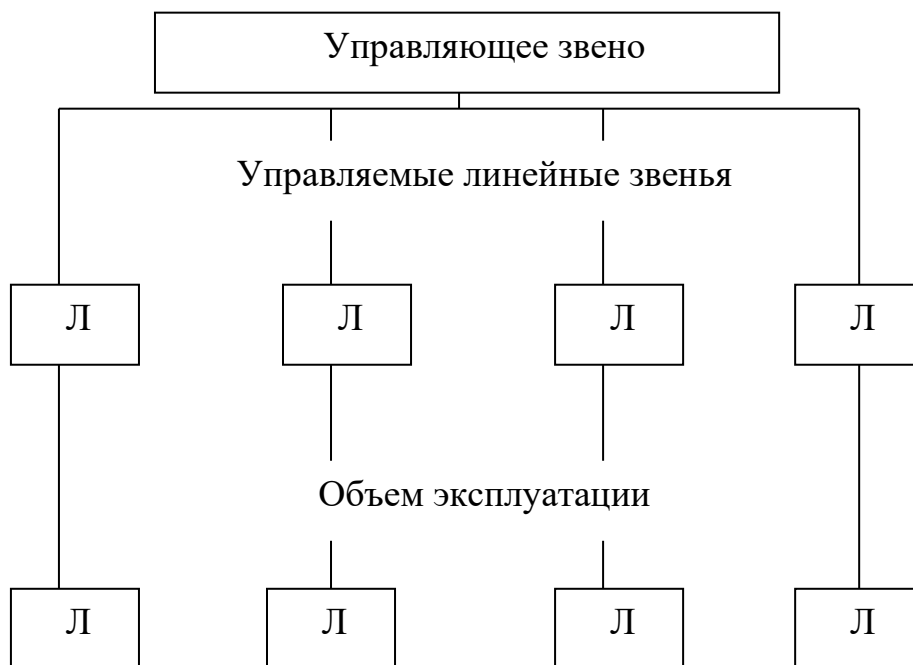 Управляющее звено
Управляемые линейные звенья
Л Л Л Л
Объем эксплуатации
Л Л Л Л